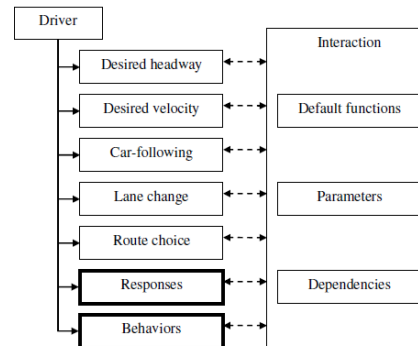 Driver
Interaction
Desired headway
Desired velocity
Default functions
Car-following
Lane change
Parameters
Route choice
Responses
Dependencies
Behaviors